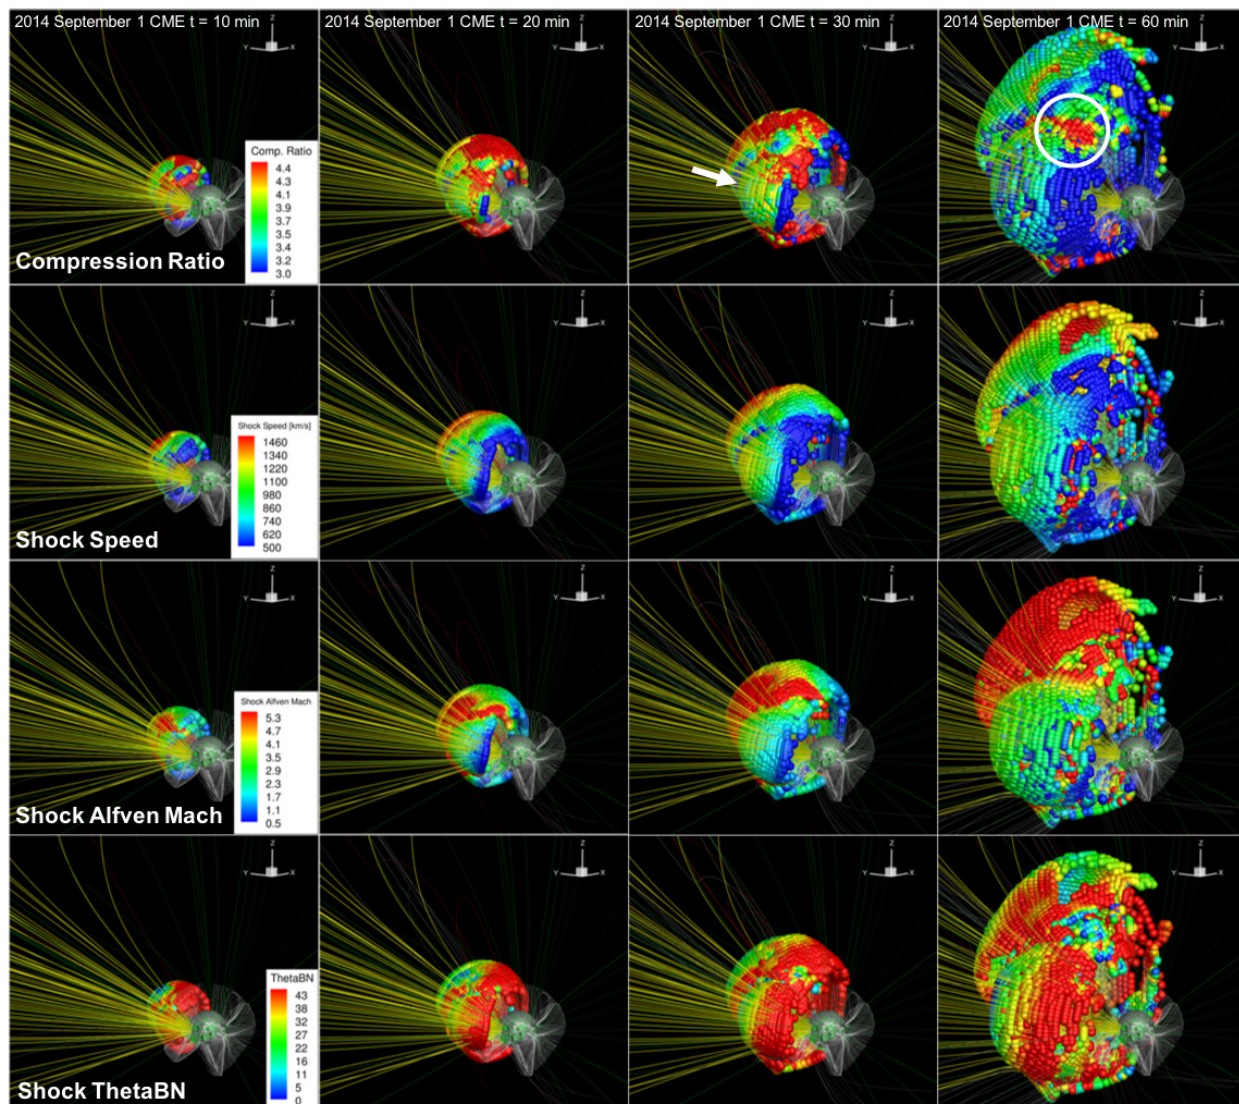 2014 September 1 CME t = 10 min
2014 September 1 CME t = 20 min
2014 September 1 CME t = 30 min
2014 September 1 CME t = 60 min
Z
Y
X
Z
Y
X
Z
Y
X
Z
Y
X
Comp. Ratio
4.4
4.3
4.1
3.9
3.7
3.5
3.4
3.2
3.0
Compression Ratio
Z
Y
X
Z
Y
X
Z
Y
X
Z
Y
X
Shock Speed [km/s]
1460
1340
1220
1100
980
860
740
620
500
Shock Speed
Z
Y
X
Z
Y
X
Z
Y
X
Z
Y
X
Shock Alfven Mach
5.3
4.7
4.1
3.5
2.9
2.3
1.7
1.1
0.5
Shock Alfven Mach
Z
Y
X
Z
Y
X
Z
Y
X
Z
Y
X
ThetaBN
43
38
32
27
22
16
11
5
0
Shock ThetaBN